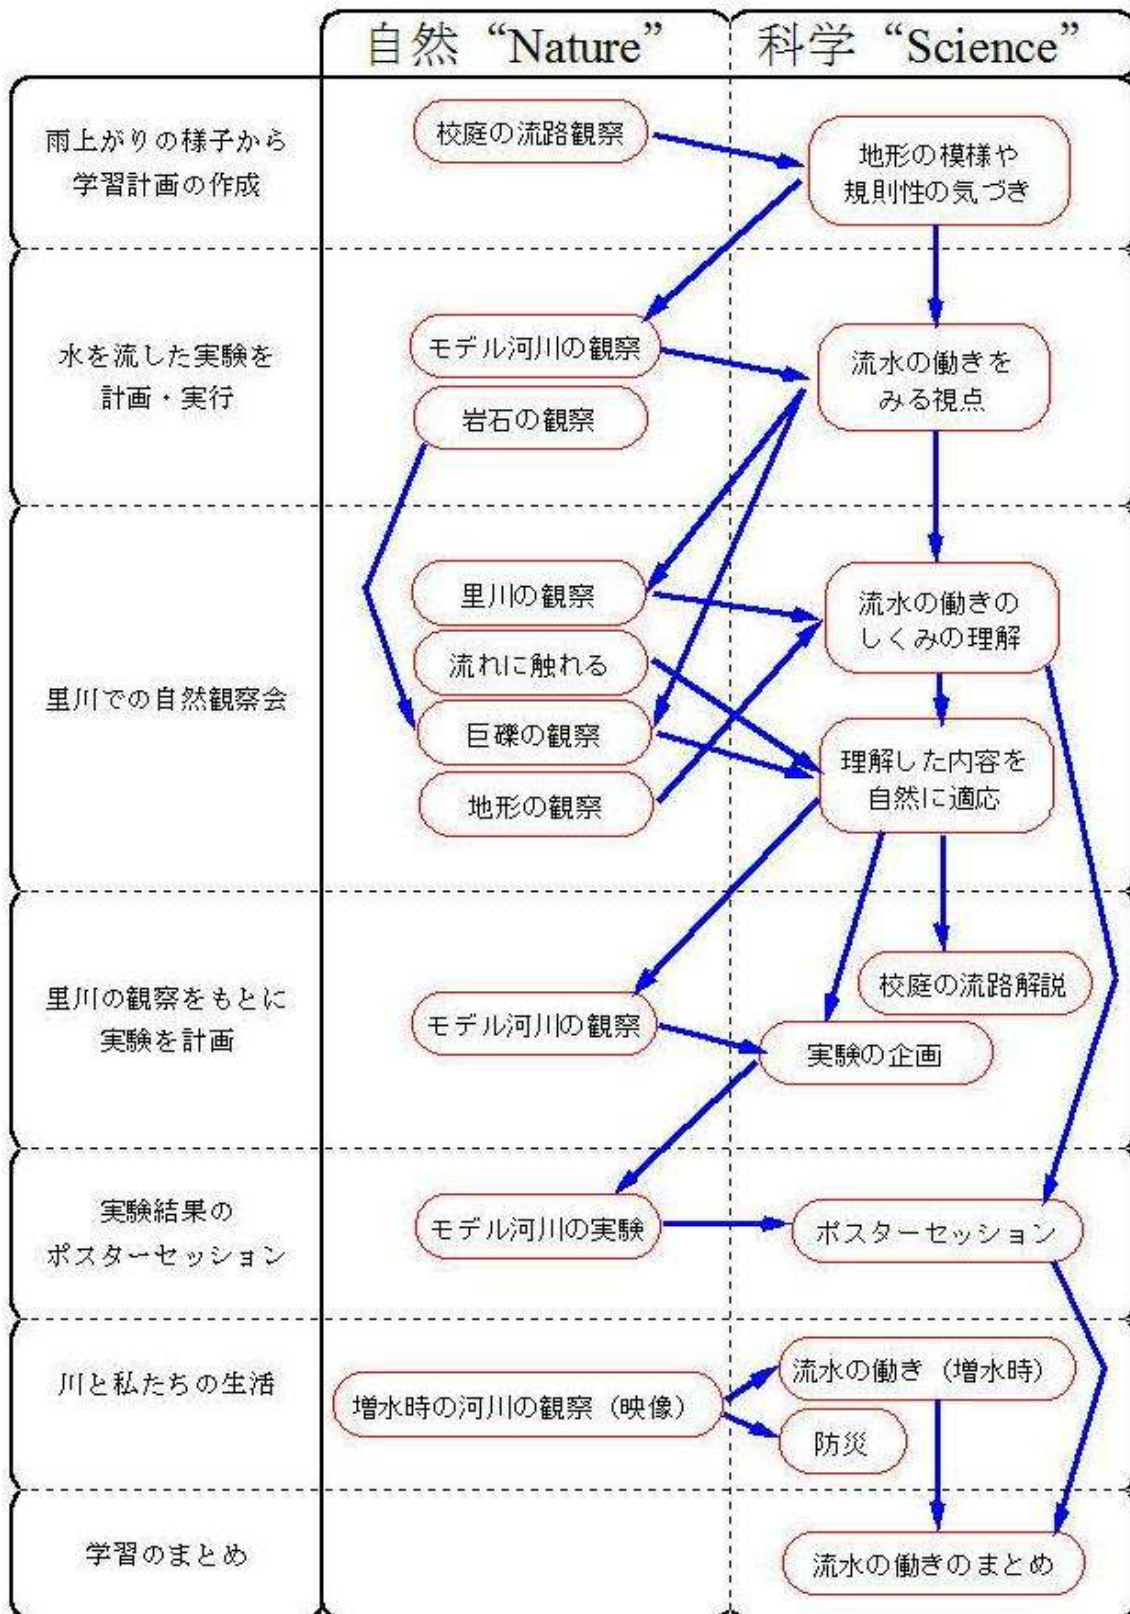 自然“Nature”
科学“Science”
雨上がりの様子から
学習計画の作成
校庭の流路観察
地形の模様や
規則性の気づき
水を流した実験を
計画・実行
モデル河川の観察
岩石の観察
流水の働きを
みる視点
里川での自然観察会
里川の観察
流れに触れる
巨礫の観察
地形の観察
流水の働きの
しくみの理解
理解した内容を
自然に適応
里川の観察をもとに
実験を計画
モデル河川の観察
校庭の流路解説
実験の企画
実験結果の
ポスターセッション
モデル河川の実験
ポスターセッション
川と私たちの生活
増水時の河川の観察（映像）
流水の働き（増水時）
防災
学習のまとめ
流水の働きのまとめ